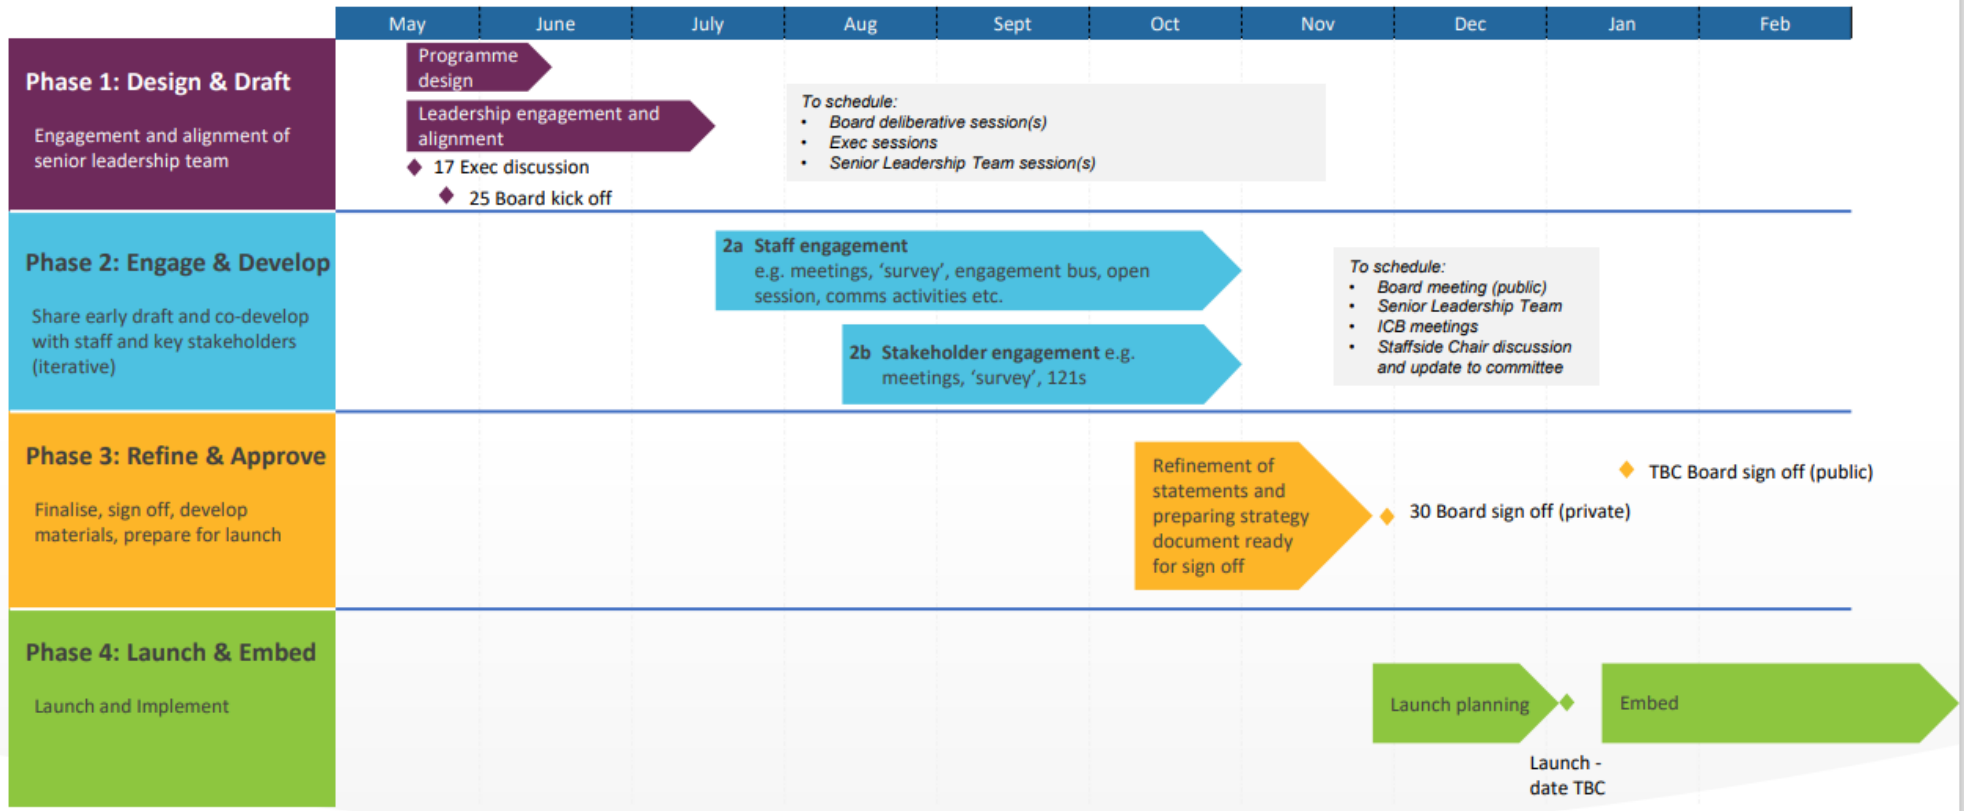 May June July Aug Sept Oct Nov Dec Jan Feb
Phase 1: Design & Draft
Engagement and alignment of
senior leadership team
Programme
design
Leadership engagement and
alignment
17 Exec discussion
25 Board kick off
To schedule:
• Board deliberative session(s)
• Exec sessions
• Senior Leadership Team session(s)
Phase 2: Engage & Develop
Share early draft and co-develop
with staff and key stakeholders
(iterative)
2a Staff engagement
e.g. meetings, ‘survey’, engagement bus, open
session, comms activities etc.
2b Stakeholder engagement e.g.
meetings, ‘survey’, 121s
To schedule:
• Board meeting (public)
• Senior Leadership Team
• ICB meetings
• Staffside Chair discussion
and update to committee
Phase 3: Refine & Approve
Finalise, sign off, develop
materials, prepare for launch
Refinement of
statements and
preparing strategy
document ready
for sign off
30 Board sign off (private)
TBC Board sign off (public)
Phase 4: Launch & Embed
Launch and Implement
Launch planning
Launch -
date TBC
Embed